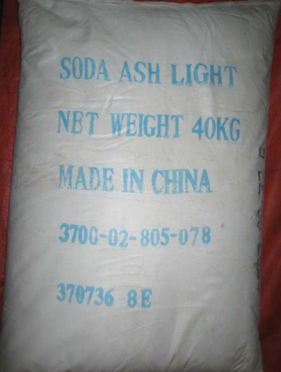 SODA ASH LIGHT
NET WEIGHT 40KG
MADE IN CHINA
3700-02-805-078
370736 8E